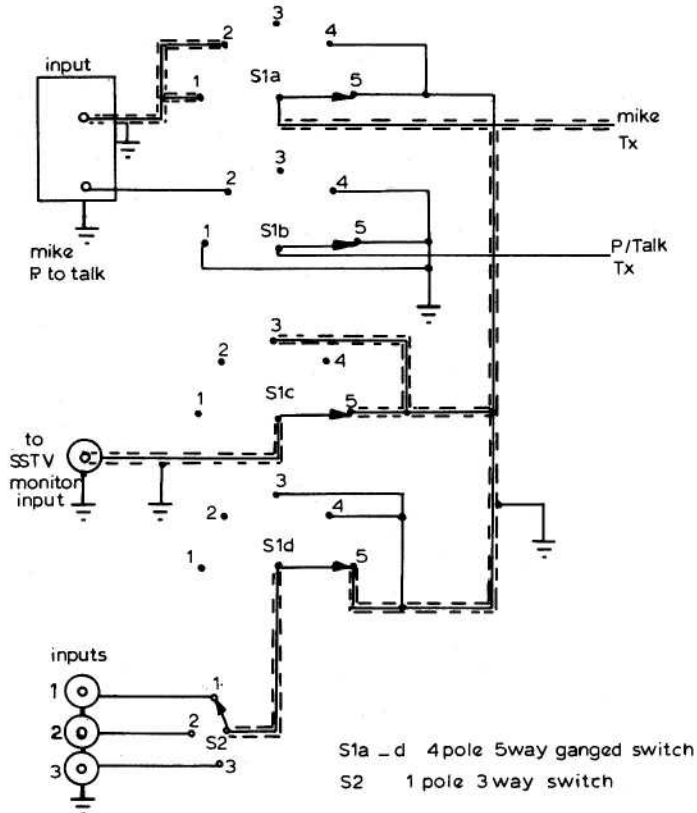 3
2
4
input
1
S1a
5
mike
Tx
3
2
4
1
S1b
5
P/Talk
Tx
mike
P to talk
3
2
4
1
S1c
5
to
SSTV
monitor
input
3
2
4
1
S1d
5
inputs
1
1
2
2
S2
3
3
S1a _ d 4 pole 5way ganged switch
S2 1 pole 3 way switch